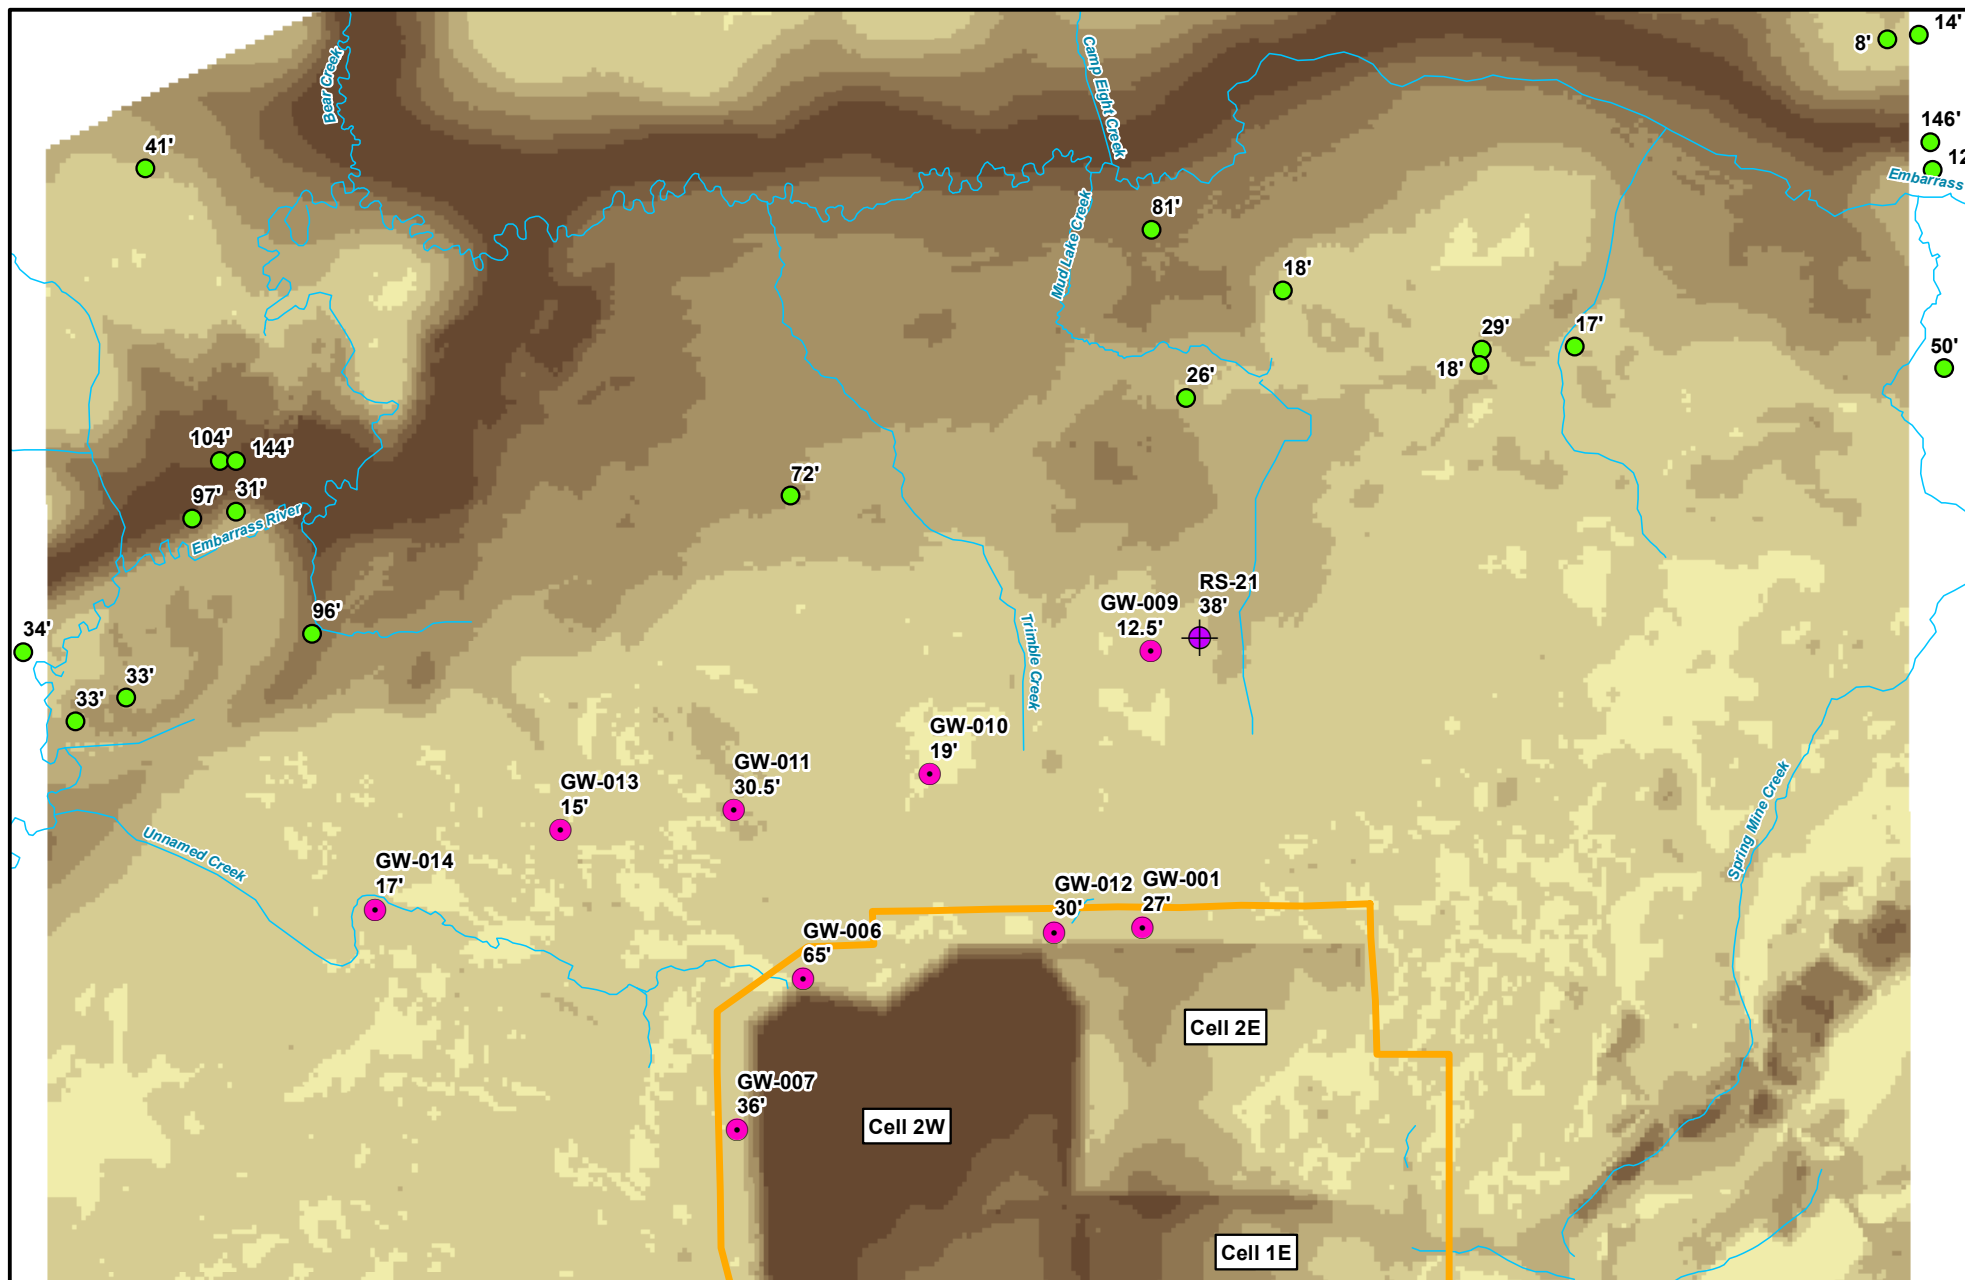 14'
8'
Bear Creek
Camp Eight Creek
146'
12
Embarrass
41'
81'
Mud Lake Creek
18'
29'
17'
18'
50'
26'
104'
144'
72'
97'
31'
Embarrass River
RS-21
38'
GW-009
12.5'
96'
34'
Trimble Creek
33'
33'
GW-010
19'
GW-011
30.5'
GW-013
15'
Spring Mine Creek
Unnamed Creek
GW-014
17'
GW-012
30'
GW-001
27'
GW-006
65'
Cell 2E
GW-007
36'
Cell 2W
Cell 1E